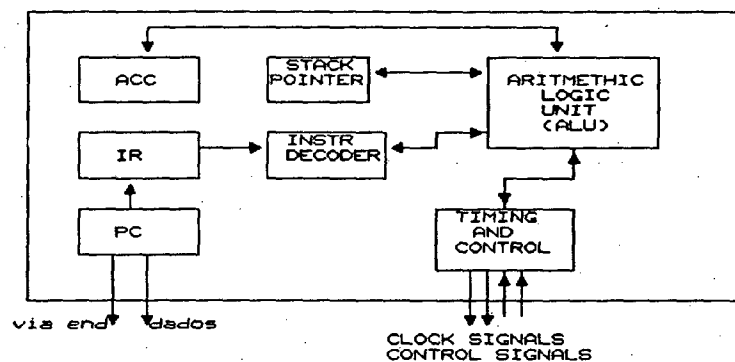 ACC
STACK
POINTER
ARITMETHIC
LOGIC
UNIT
(ALU)
IR
INSTR
DECODER
PC
TIMING
AND
CONTROL
via end dados
CLOCK SIGNALS
CONTROL SIGNALS